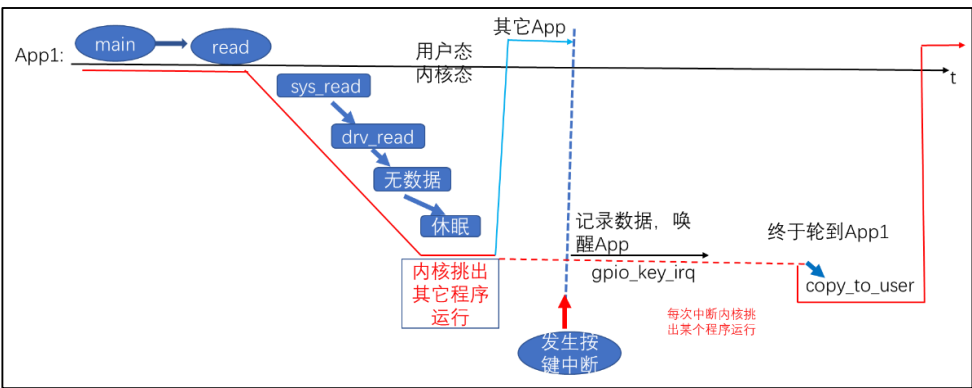 App1:
main
read
用户态
内核态
其它App
t
sys_read
drv_read
无数据
休眠
内核挑出
其它程序
运行
记录数据，唤
醒App
gpio_key_irq
发生按
键中断
每次中断内核挑
出某个程序运行
终于轮到App1
copy_to_user